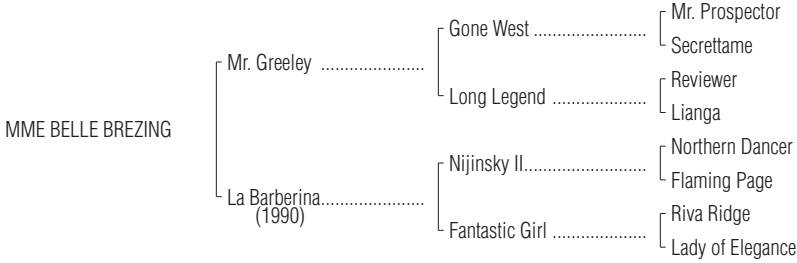 Mr. Prospector
Gone West ........................
Secrettame
Mr. Greeley ......................
Reviewer
Long Legend ....................
Lianga
MME BELLE BREZING
Northern Dancer
Nijinsky II..........................
Flaming Page
La Barberina......................
(1990)
Riva Ridge
Fantastic Girl ....................
Lady of Elegance